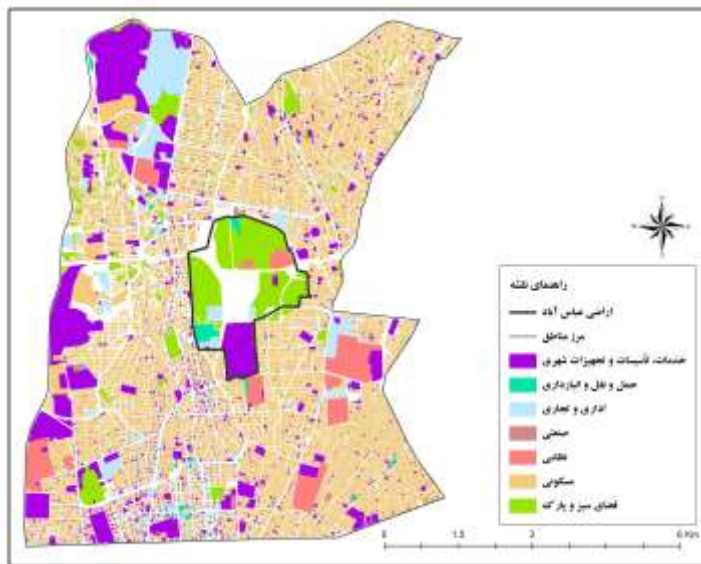 راهنمای نقشه
اراضی عباس آباد
مرز مناطق
خدمات، تأسیسات و تجهیزات شهری
حمل و نقل و انبارداری
اداری و تجاری
صنعتی
نظامی
مسکونی
فضای سبز و پارک
0 1.5 3 6 Km